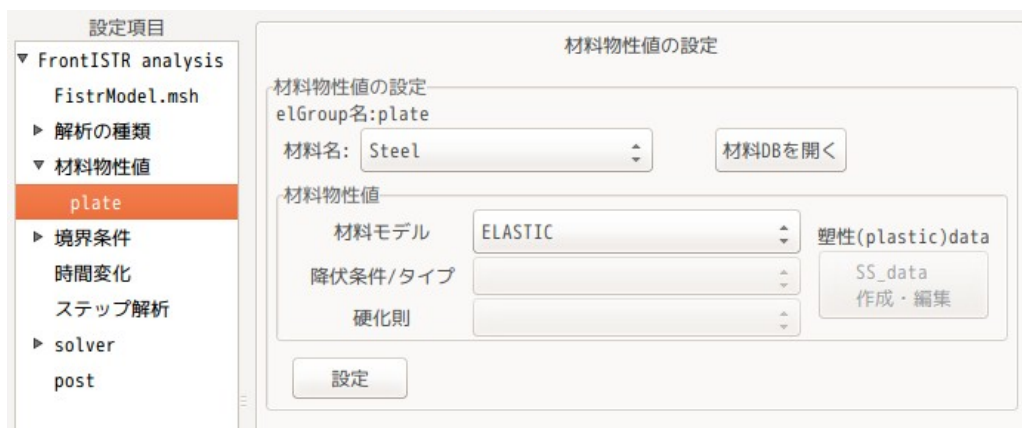 設定項目
FrontISTR analysis
FistrModel.msh
解析の種類
材料物性値
plate
境界条件
時間変化
ステップ解析
solver
post
材料物性値の設定
材料物性値の設定
elGroup名:plate
材料名: Steel 材料DBを開く
材料物性値
材料モデル ELASTIC 塑性(plastic)data
降伏条件/タイプ SS_data
作成・編集
硬化則
設定